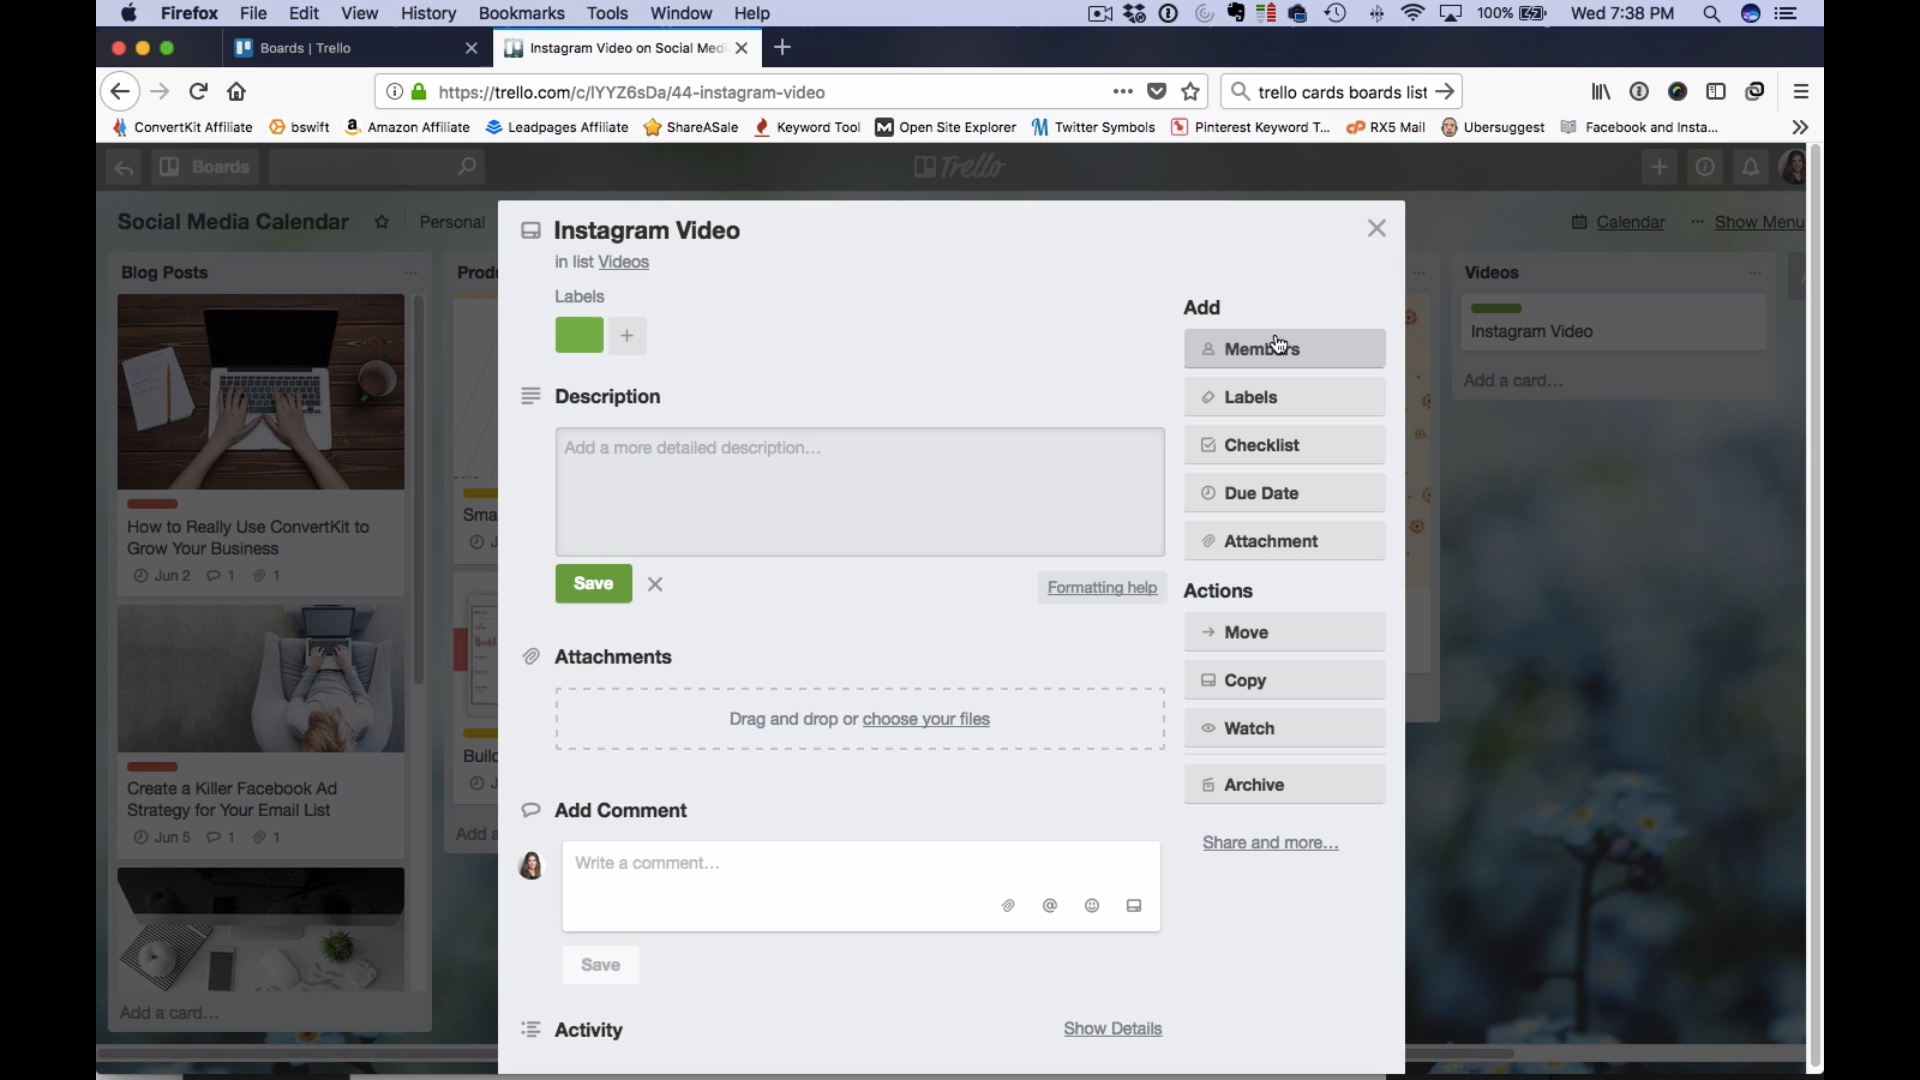 Firefox File Edit View History Bookmarks Tools Window Help 100% Wed 7:38 PM
Boards | Trello
Instagram Video on Social Medi
https://trello.com/c/lYYZ6sDa/44-instagram-video
trello cards boards list
ConvertKit Affiliate bswift Amazon Affiliate Leadpages Affiliate ShareASale Keyword Tool Open Site Explorer Twitter Symbols Pinterest Keyword T... RX5 Mail Ubersuggest Facebook and Insta...
Boards
Trello
Social Media Calendar Personal
Calendar ... Show Menu
Blog Posts
How to Really Use ConvertKit to
Grow Your Business
Jun 2 1 1
Create a Killer Facebook Ad
Strategy for Your Email List
Jun 5 1 1
Add a card...
Instagram Video
in list Videos
Labels
Description
Add a more detailed description...
Save
Formatting help
Attachments
Drag and drop or choose your files
Add Comment
Write a comment...
Save
Activity
Show Details
Add
Members
Labels
Checklist
Due Date
Attachment
Actions
Move
Copy
Watch
Archive
Share and more...
Videos
Instagram Video
Add a card...